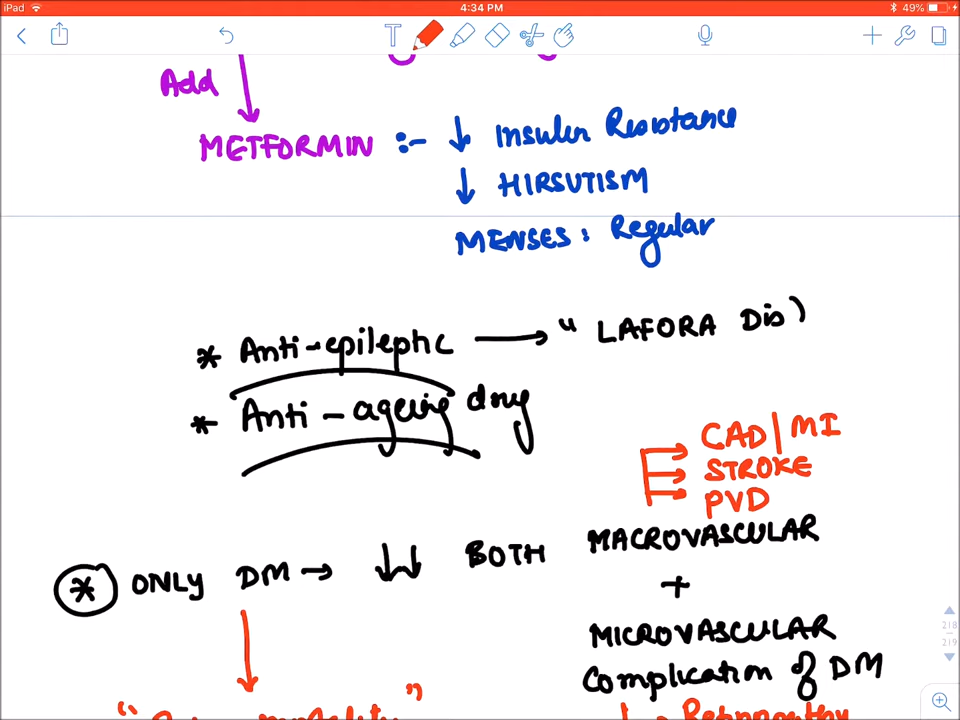 iPad 4:34 PM 49%
T
Add
METFORMIN :- ↓ Insulin Resistance
↓ HIRSUTISM
MENSES : Regular
* Anti-epileptic → " LAFORA Dis)
* Anti-ageing drug
CAD/MI
STROKE
PVD
* ONLY DM → ↓↓ BOTH MACROVASCULAR
+
MICROVASCULAR
Complication of DM
218
219
Retinopathy